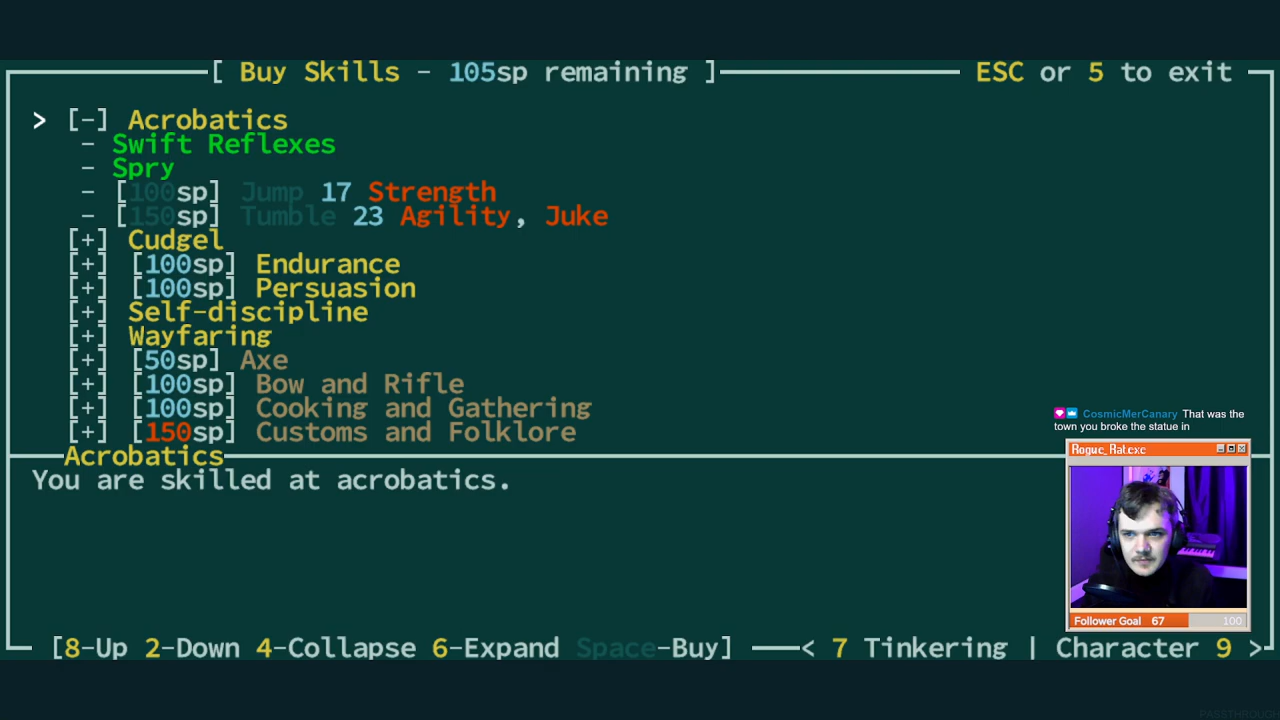 [ Buy Skills - 105sp remaining ] ESC or 5 to exit
> [-] Acrobatics
- Swift Reflexes
- Spry
- [100sp] Jump 17 Strength
- [150sp] Tumble 23 Agility, Juke
[+] Cudgel
[+] [100sp] Endurance
[+] [100sp] Persuasion
[+] Self-discipline
[+] Wayfaring
[+] [50sp] Axe
[+] [100sp] Bow and Rifle
[+] [100sp] Cooking and Gathering
[+] [150sp] Customs and Folklore
CosmicMerCanary That was the
town you broke the statue in
Rogue_Rat.exe
Acrobatics
You are skilled at acrobatics.
Follower Goal 67 100
[8-Up 2-Down 4-Collapse 6-Expand Space-Buy] < 7 Tinkering | Character 9 >
PASSTHROUGH